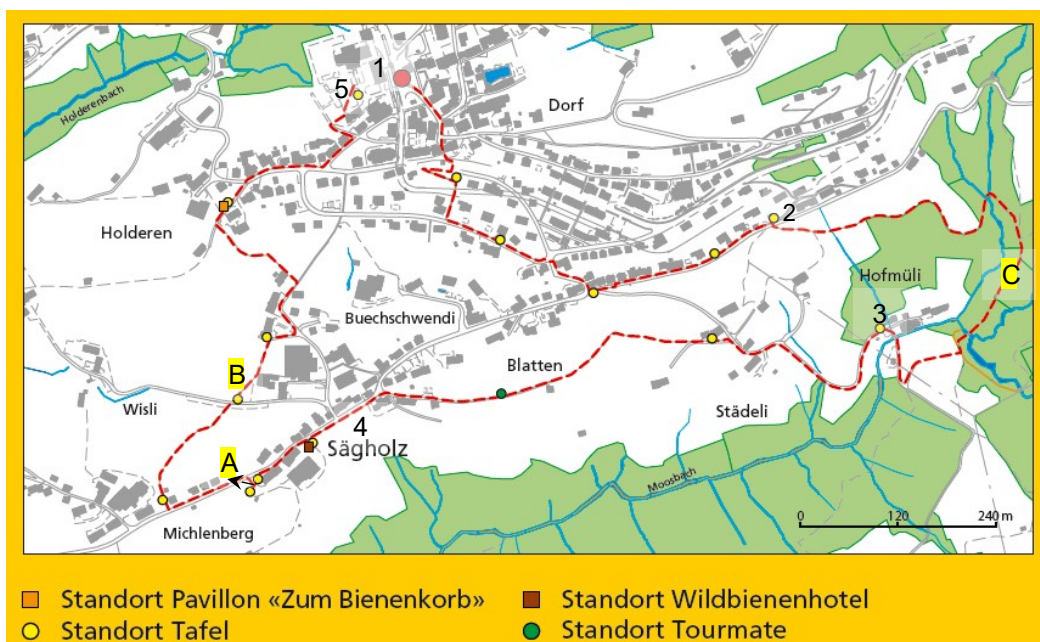 1
5
Dorf
Holderenbach
2
Holderen
Hofmüli
C
3
Buechschwendi
Blatten
B
Wisli
4
Städeli
Sägholz
A
Moosbach
Michlenberg
0 120 240 m
Standort Pavillon «Zum Bienenkorb» Standort Wildbienenhotel
Standort Tafel Standort Tourmate